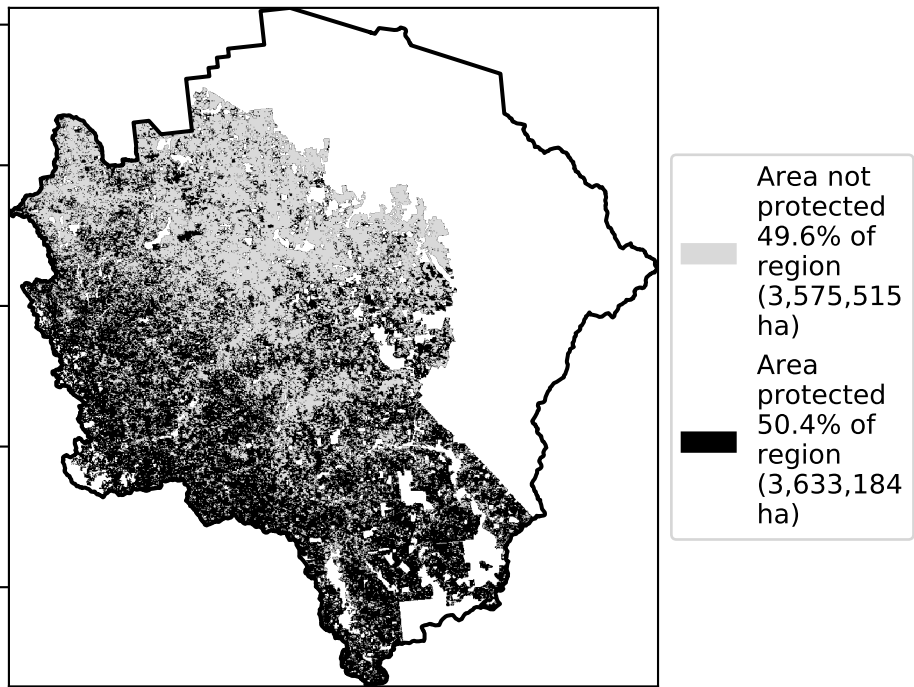 Area not
protected
49.6% of
region
(3,575,515
ha)
Area
protected
50.4% of
region
(3,633,184
ha)